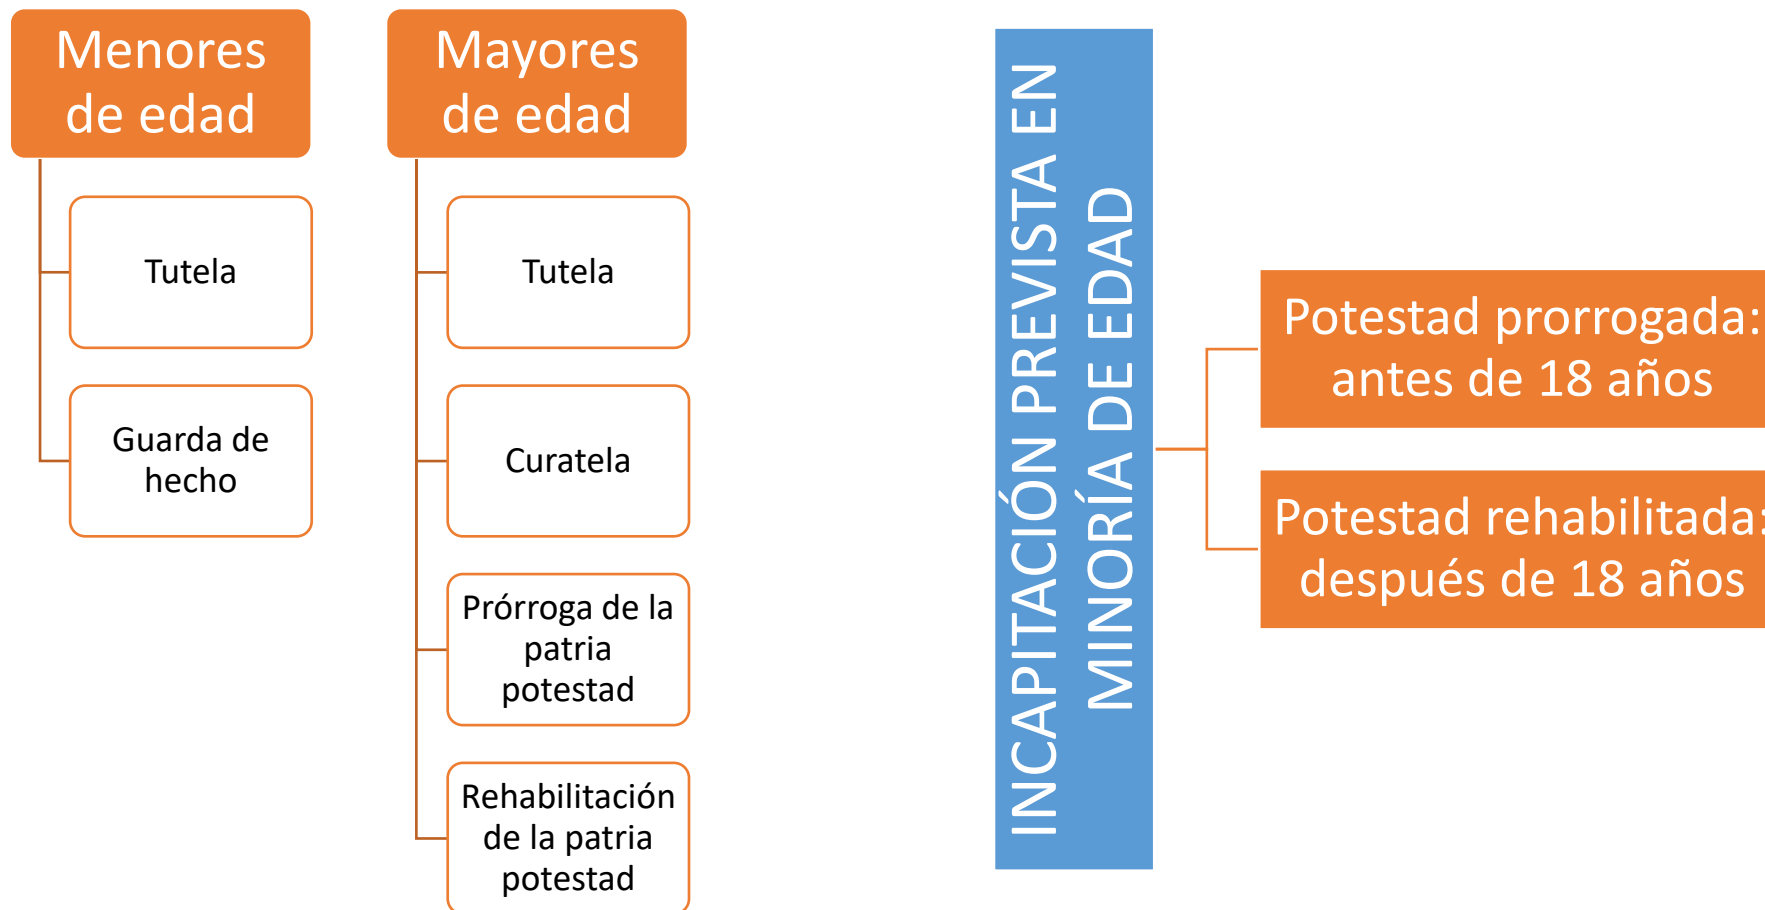 Menores
de edad
Tutela
Guarda de
hecho
Mayores
de edad
Tutela
Curatela
Prórroga de la
patria
potestad
Rehabilitación
de la patria
potestad
INCAPITACIÓN PREVISTA EN
MINORÍA DE EDAD
Potestad prorrogada:
antes de 18 años
Potestad rehabilitada:
después de 18 años